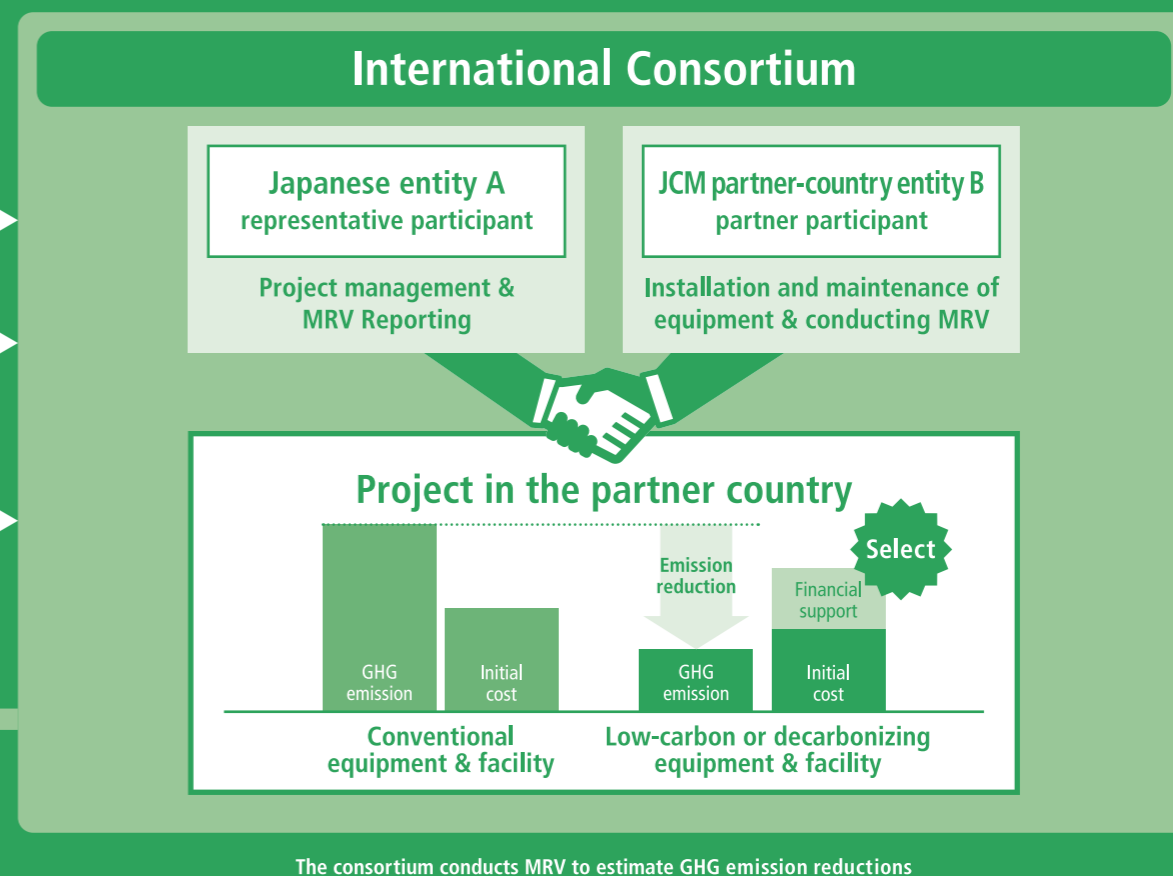 International Consortium
Japanese entity A
representative participant
Project management &
MRV Reporting
JCM partner-country entity B
partner participant
Installation and maintenance of
equipment & conducting MRV
Project in the partner country
Select
Emission
reduction
Financial
support
GHG
emission
Initial
cost
GHG
emission
Initial
cost
Conventional
equipment & facility
Low-carbon or decarbonizing
equipment & facility
The consortium conducts MRV to estimate GHG emission reductions